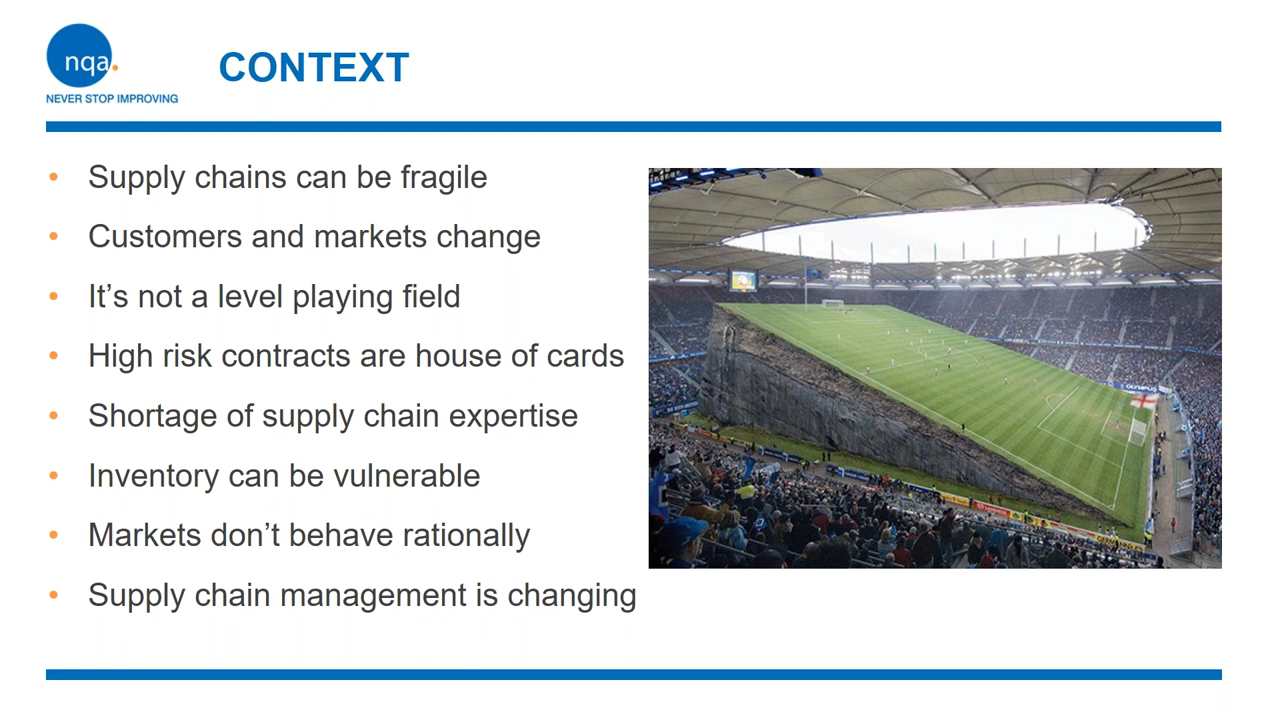 nqa.
NEVER STOP IMPROVING
CONTEXT
• Supply chains can be fragile
• Customers and markets change
• It’s not a level playing field
• High risk contracts are house of cards
• Shortage of supply chain expertise
• Inventory can be vulnerable
• Markets don’t behave rationally
• Supply chain management is changing
OLYMPUS